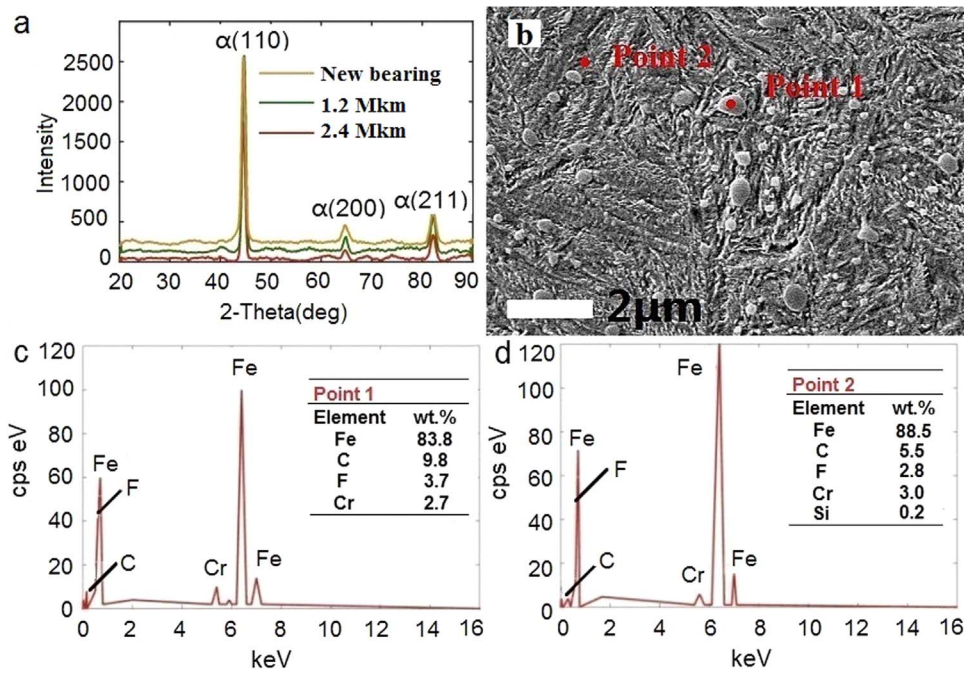 a
α(110)
2500
New bearing
2000
1.2 Mkm
2.4 Mkm
1500
1000
α(200)
α(211)
500
0
20 30 40 50 60 70 80 90
Intensity
2-Theta(deg)
b
Point 2
Point 1
2µm
c
120
Fe
100
Point 1
Element wt.%
80
Fe 83.8
C 9.8
Fe
F 3.7
60
F
Cr 2.7
40
C
20
Cr
Fe
0
0 2 4 6 8 10 12 14 16
cps eV
keV
d
120
Fe
100
Point 2
Element wt.%
80
Fe 88.5
Fe
C 5.5
F
F 2.8
60
Cr 3.0
Si 0.2
40
C
20
Cr
Fe
0
0 2 4 6 8 10 12 14 16
cps eV
keV